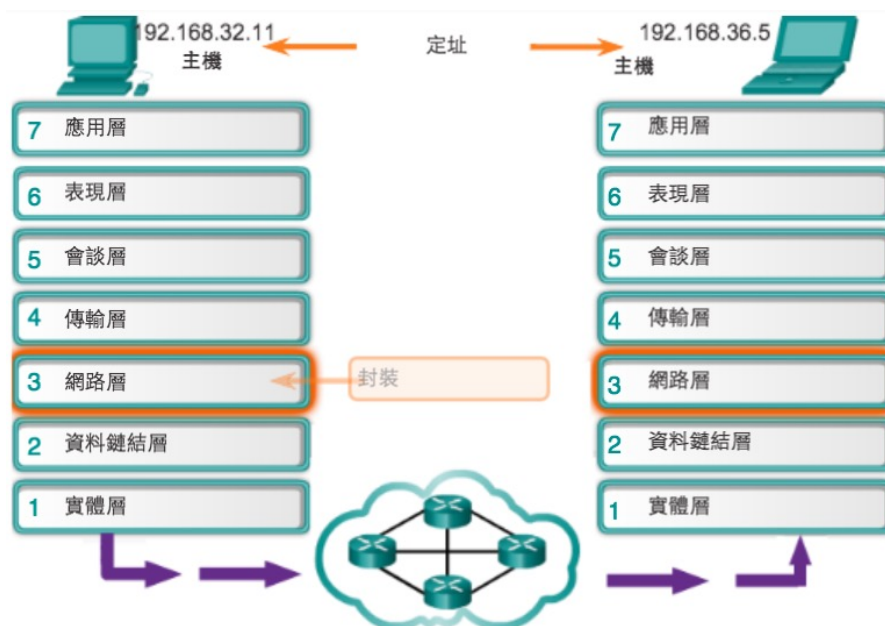 192.168.32.11
主機
定址
192.168.36.5
主機
7 應用層
6 表現層
5 會談層
4 傳輸層
3 網路層
2 資料鏈結層
1 實體層
封裝
7 應用層
6 表現層
5 會談層
4 傳輸層
3 網路層
2 資料鏈結層
1 實體層